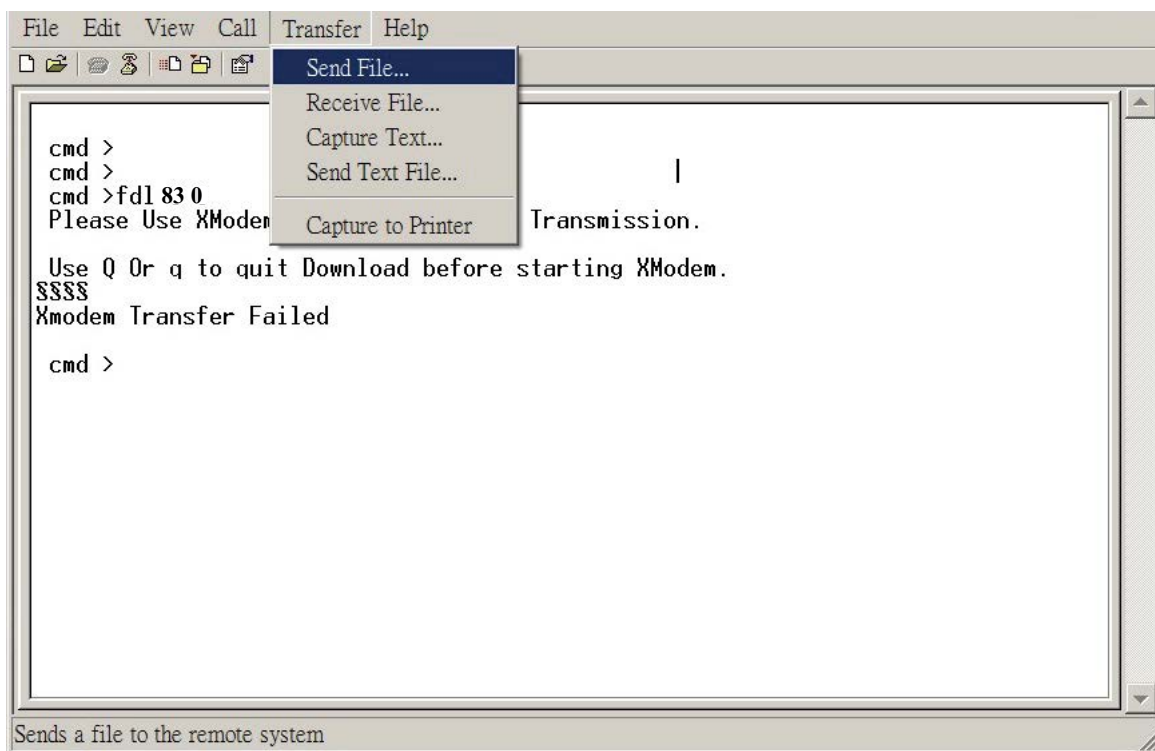 File Edit View Call Transfer Help
Send File...
Receive File...
Capture Text...
Send Text File...
Capture to Printer
cmd >
cmd >
cmd >fdl 83 0
Please Use XModem Transmission.
Use Q Or q to quit Download before starting XModem.
§§§§
Xmodem Transfer Failed
cmd >
Sends a file to the remote system